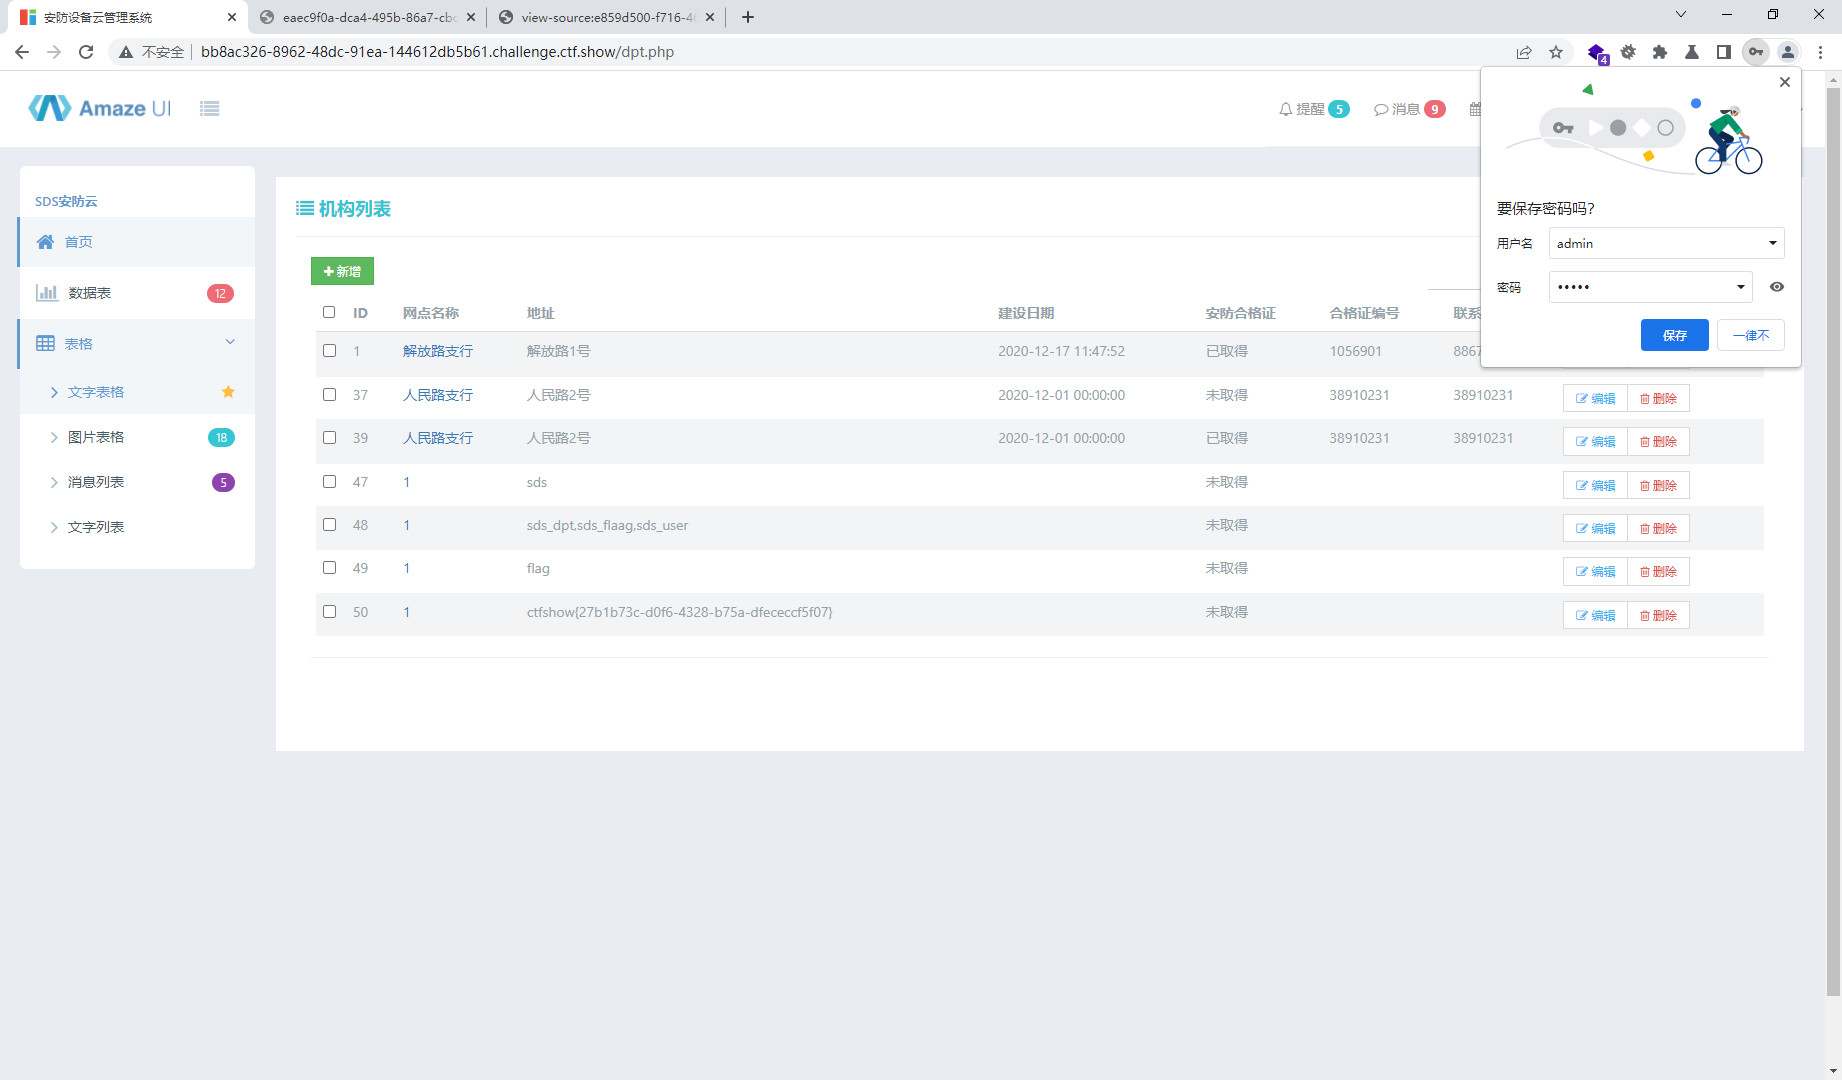 安防设备云管理系统
eaec9f0a-dca4-495b-86a7-cbc
view-source:e859d500-f716-4
不安全
bb8ac326-8962-48dc-91ea-144612db5b61.challenge.ctf.show/dpt.php
4
Amaze UI
提醒 5
消息 9
要保存密码吗?
用户名 admin
密码 •••••
保存 一律不
SDS安防云
首页
数据表 12
表格
文字表格
图片表格 18
消息列表 5
文字列表
机构列表
新增
ID 网点名称 地址 建设日期 安防合格证 合格证编号 联系
1 解放路支行 解放路1号 2020-12-17 11:47:52 已取得 1056901 8867
37 人民路支行 人民路2号 2020-12-01 00:00:00 未取得 38910231 38910231 编辑 删除
39 人民路支行 人民路2号 2020-12-01 00:00:00 已取得 38910231 38910231 编辑 删除
47 1 sds 未取得 编辑 删除
48 1 sds_dpt,sds_flaag,sds_user 未取得 编辑 删除
49 1 flag 未取得 编辑 删除
50 1 ctfshow{27b1b73c-d0f6-4328-b75a-dfececcf5f07} 未取得 编辑 删除